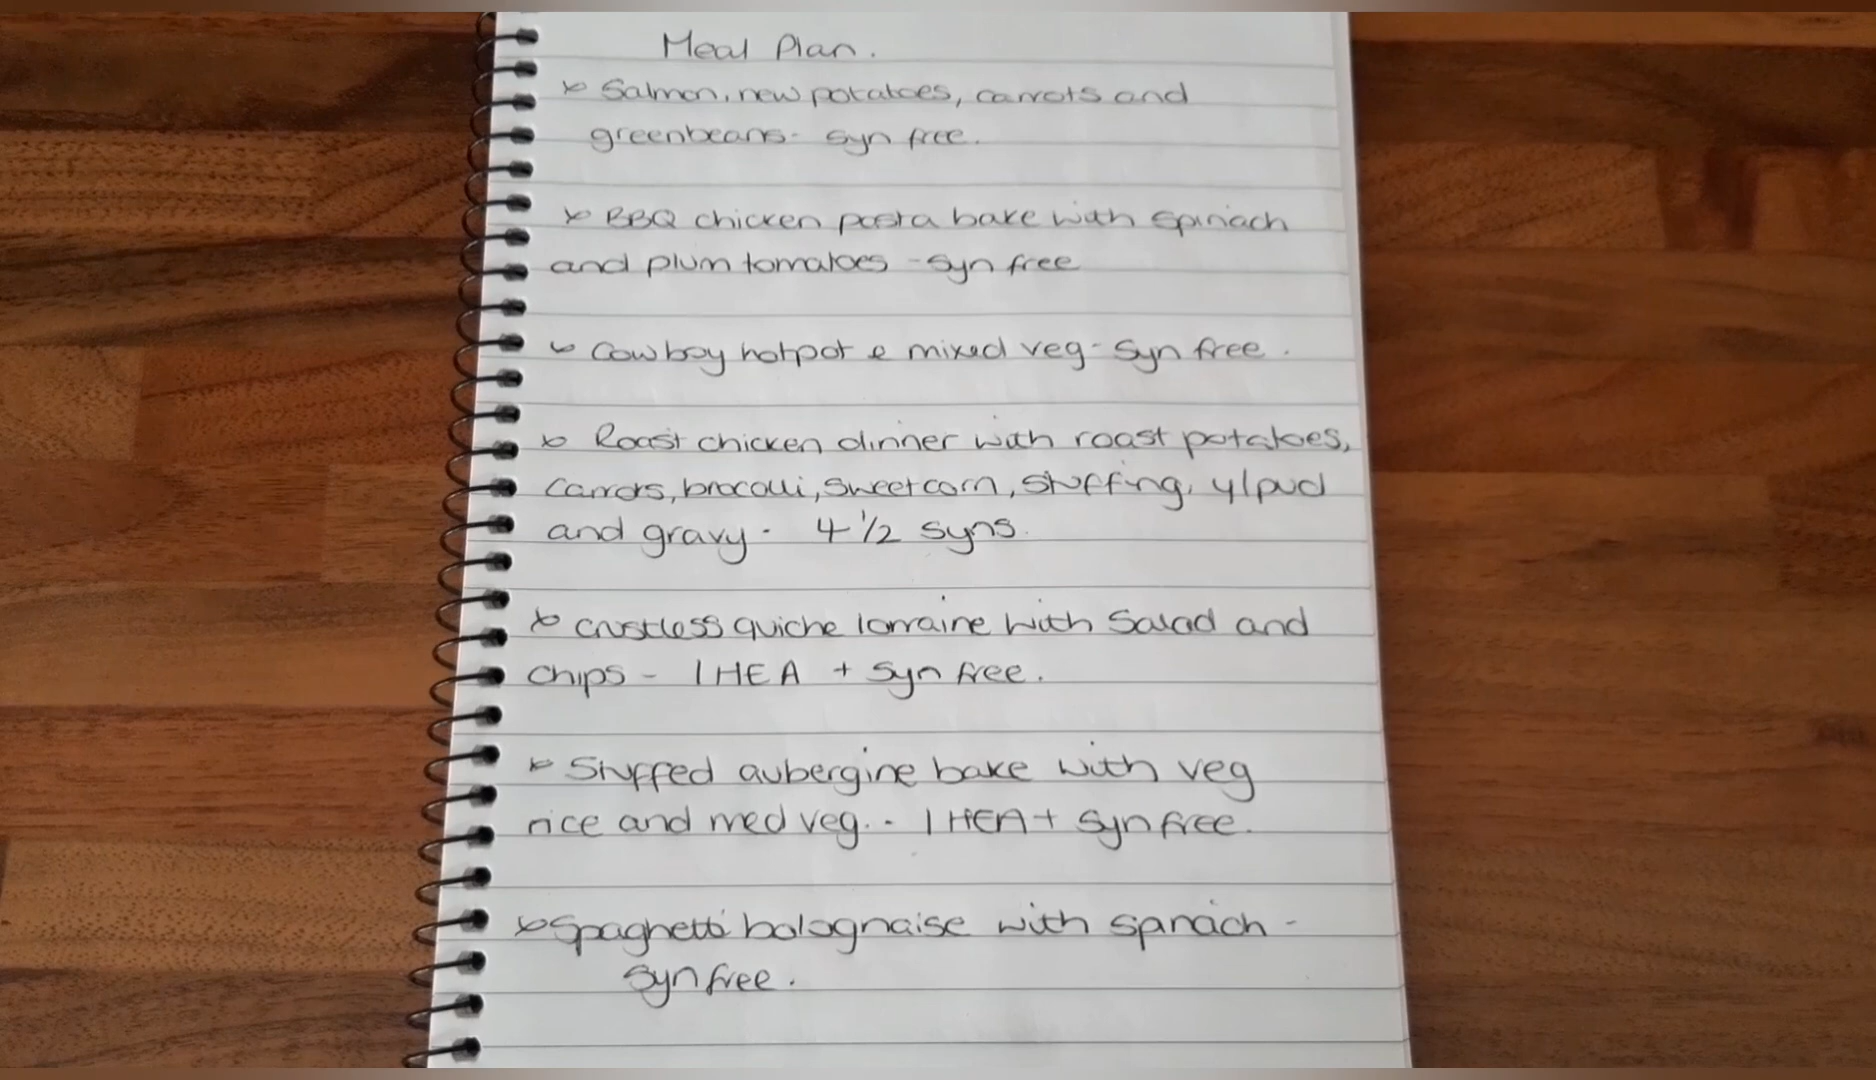 Meal Plan.
* Salmon, new potatoes, carrots and
greenbeans - syn free.
* BBQ chicken pasta bake with spinach
and plum tomatoes - syn free
* Cowboy hotpot & mixed veg - syn free.
* Roast chicken dinner with roast potatoes,
carrots, brocolli, sweetcorn, stuffing, y/pud
and gravy - 4 1/2 syns.
* crustless quiche lorraine with salad and
chips - 1 HEA + syn free.
* Stuffed aubergine bake with veg
rice and med veg. - 1 HEA + syn free.
* Spaghetti bolognaise with spinach -
syn free.